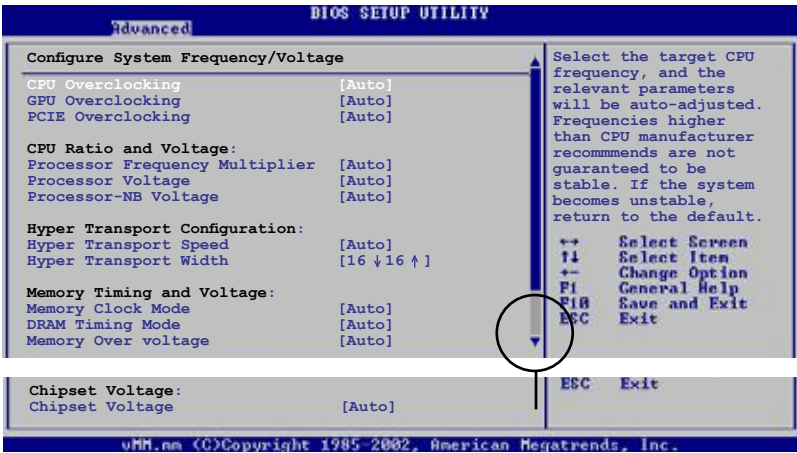 BIOS SETUP UTILITY
Advanced
Configure System Frequency/Voltage
CPU Overclocking [Auto]
GPU Overclocking [Auto]
PCIE Overclocking [Auto]
CPU Ratio and Voltage:
Processor Frequency Multiplier [Auto]
Processor Voltage [Auto]
Processor-NB Voltage [Auto]
Hyper Transport Configuration:
Hyper Transport Speed [Auto]
Hyper Transport Width [16 ↓ 16 ↑ ]
Memory Timing and Voltage:
Memory Clock Mode [Auto]
DRAM Timing Mode [Auto]
Memory Over voltage [Auto]
Chipset Voltage:
Chipset Voltage [Auto]
Select the target CPU
frequency, and the
relevant parameters
will be auto-adjusted.
Frequencies higher
than CPU manufacturer
recommmends are not
guaranteed to be
stable. If the system
becomes unstable,
return to the default.
←→ Select Screen
↑↓ Select Item
+- Change Option
F1 General Help
F10 Save and Exit
ESC Exit
ESC Exit
vMM.mm (C)Copyright 1985-2002, American Megatrends, Inc.